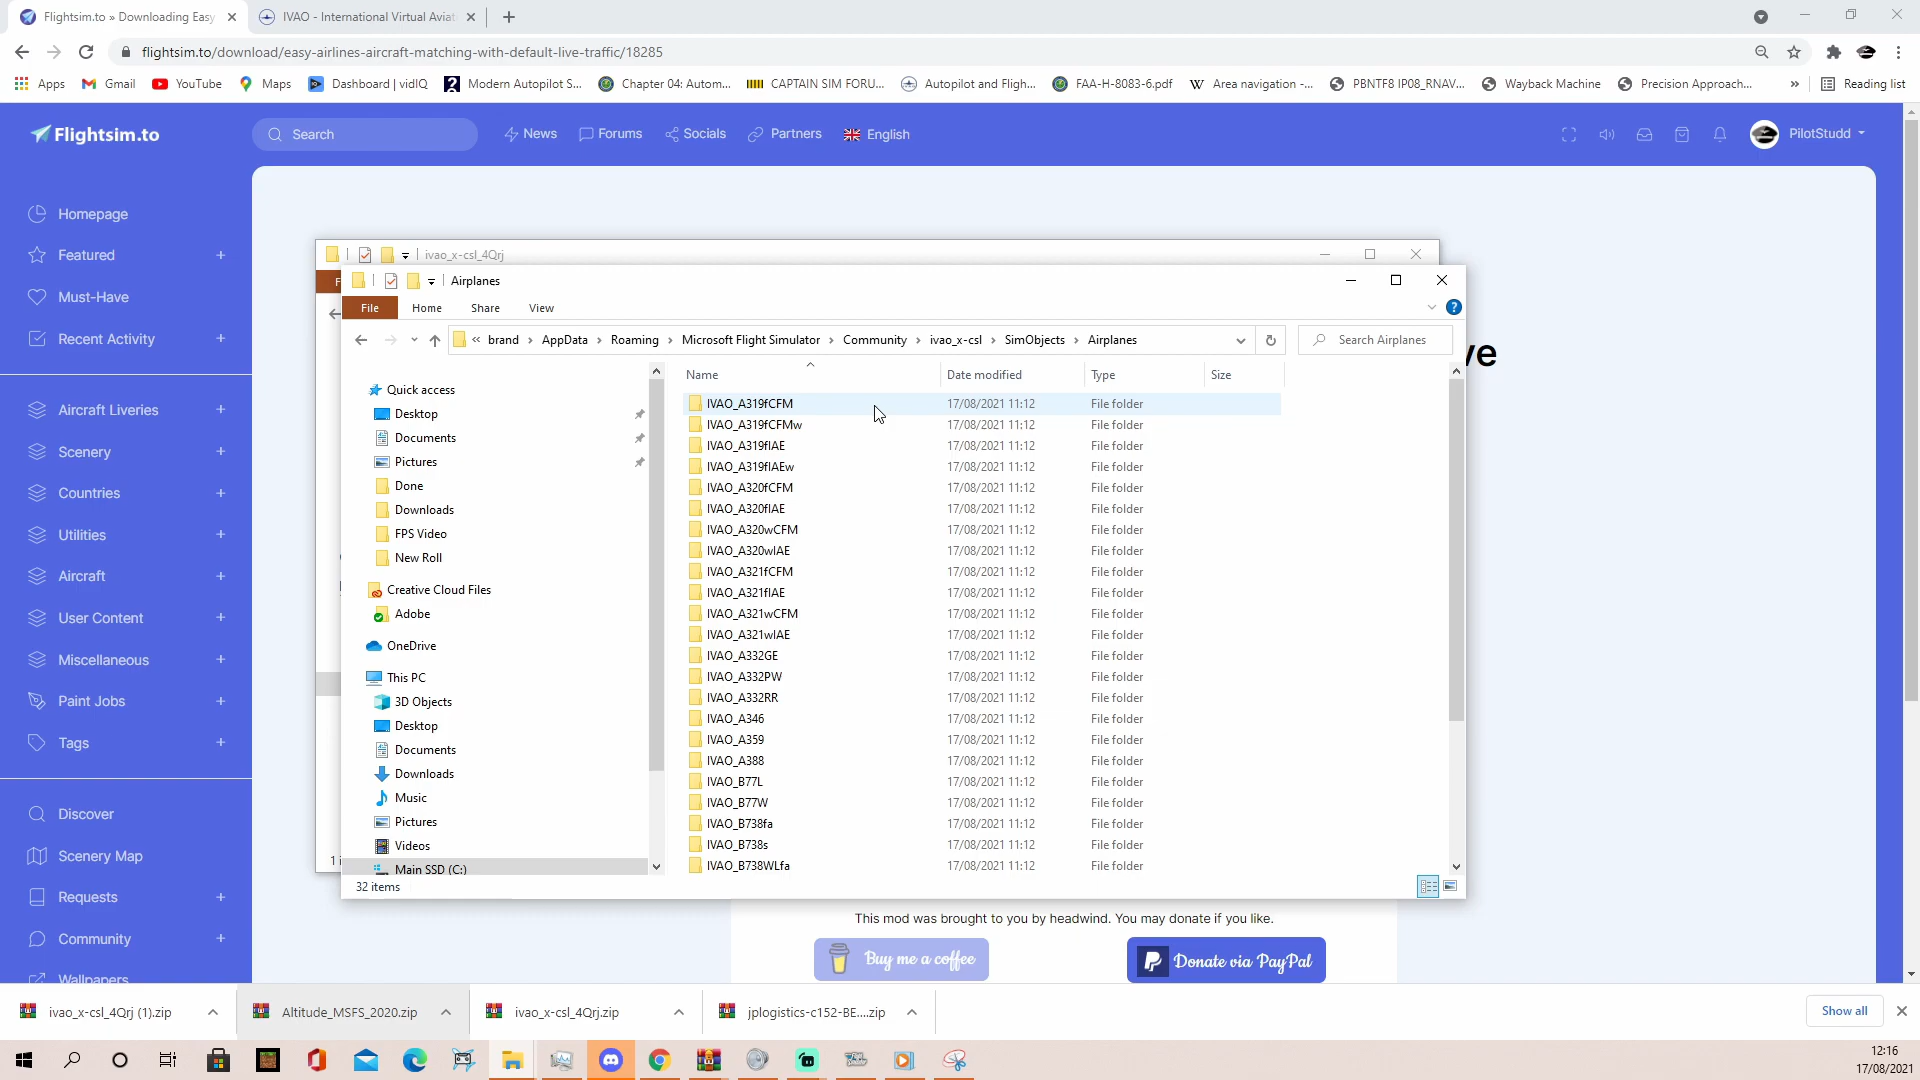 Flightsim.to » Downloading Easy
IVAO - International Virtual Aviati
flightsim.to/download/easy-airlines-aircraft-matching-with-default-live-traffic/18285
Apps
Gmail
YouTube
Maps
Dashboard | vidIQ
Modern Autopilot S...
Chapter 04: Autom...
CAPTAIN SIM FORU...
Autopilot and Fligh...
FAA-H-8083-6.pdf
Area navigation -...
PBNTF8 IP08_RNAV...
Wayback Machine
Precision Approach...
»
Reading list
Flightsim.to
Search
News
Forums
Socials
Partners
English
PilotStudd
Homepage
Featured +
Must-Have
Recent Activity +
Aircraft Liveries +
Scenery +
Countries +
Utilities +
Aircraft +
User Content +
Miscellaneous +
Paint Jobs +
Tags +
Discover
Scenery Map
Requests +
Community +
Wallpapers
ve
ivao_x-csl_4Qrj
Airplanes
File Home Share View
« brand › AppData › Roaming › Microsoft Flight Simulator › Community › ivao_x-csl › SimObjects › Airplanes
Search Airplanes
Quick access
Desktop
Documents
Pictures
Done
Downloads
FPS Video
New Roll
Creative Cloud Files
Adobe
OneDrive
This PC
3D Objects
Desktop
Documents
Downloads
Music
Pictures
Videos
Main SSD (C:)
Name Date modified Type Size
IVAO_A319fCFM 17/08/2021 11:12 File folder
IVAO_A319fCFMw 17/08/2021 11:12 File folder
IVAO_A319fIAE 17/08/2021 11:12 File folder
IVAO_A319fIAEw 17/08/2021 11:12 File folder
IVAO_A320fCFM 17/08/2021 11:12 File folder
IVAO_A320fIAE 17/08/2021 11:12 File folder
IVAO_A320wCFM 17/08/2021 11:12 File folder
IVAO_A320wIAE 17/08/2021 11:12 File folder
IVAO_A321fCFM 17/08/2021 11:12 File folder
IVAO_A321fIAE 17/08/2021 11:12 File folder
IVAO_A321wCFM 17/08/2021 11:12 File folder
IVAO_A321wIAE 17/08/2021 11:12 File folder
IVAO_A332GE 17/08/2021 11:12 File folder
IVAO_A332PW 17/08/2021 11:12 File folder
IVAO_A332RR 17/08/2021 11:12 File folder
IVAO_A346 17/08/2021 11:12 File folder
IVAO_A359 17/08/2021 11:12 File folder
IVAO_A388 17/08/2021 11:12 File folder
IVAO_B77L 17/08/2021 11:12 File folder
IVAO_B77W 17/08/2021 11:12 File folder
IVAO_B738fa 17/08/2021 11:12 File folder
IVAO_B738s 17/08/2021 11:12 File folder
IVAO_B738WLfa 17/08/2021 11:12 File folder
32 items
This mod was brought to you by headwind. You may donate if you like.
Buy me a coffee
Donate via PayPal
ivao_x-csl_4Qrj (1).zip
Altitude_MSFS_2020.zip
ivao_x-csl_4Qrj.zip
jplogistics-c152-BE....zip
Show all
12:16
17/08/2021